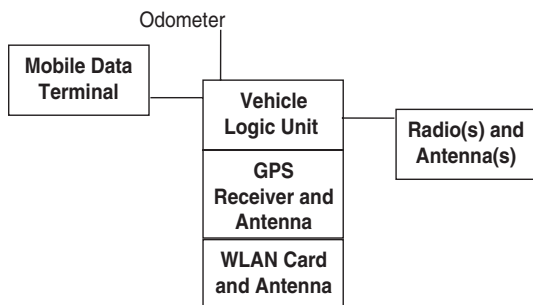 Odometer
Mobile Data
Terminal
Vehicle
Logic Unit
Radio(s) and
Antenna(s)
GPS
Receiver and
Antenna
WLAN Card
and Antenna